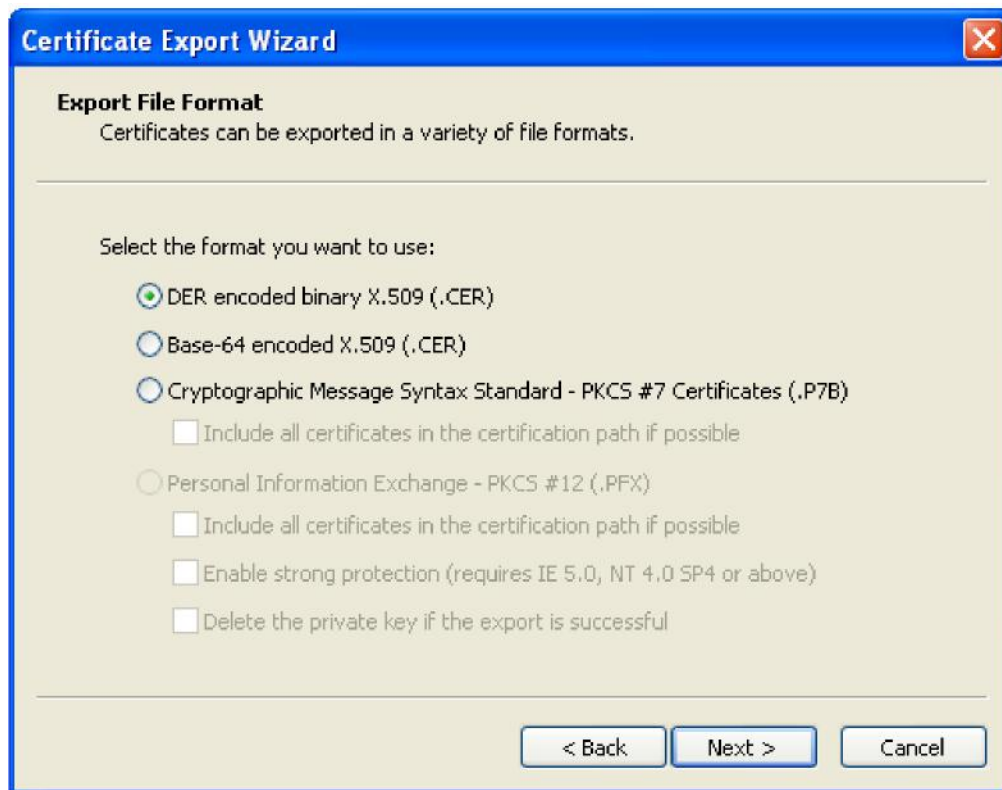 Certificate Export Wizard
Export File Format
Certificates can be exported in a variety of file formats.
Select the format you want to use:
DER encoded binary X.509 (.CER)
Base-64 encoded X.509 (.CER)
Cryptographic Message Syntax Standard - PKCS #7 Certificates (.P7B)
Include all certificates in the certification path if possible
Personal Information Exchange - PKCS #12 (.PFX)
Include all certificates in the certification path if possible
Enable strong protection (requires IE 5.0, NT 4.0 SP4 or above)
Delete the private key if the export is successful
< Back Next > Cancel